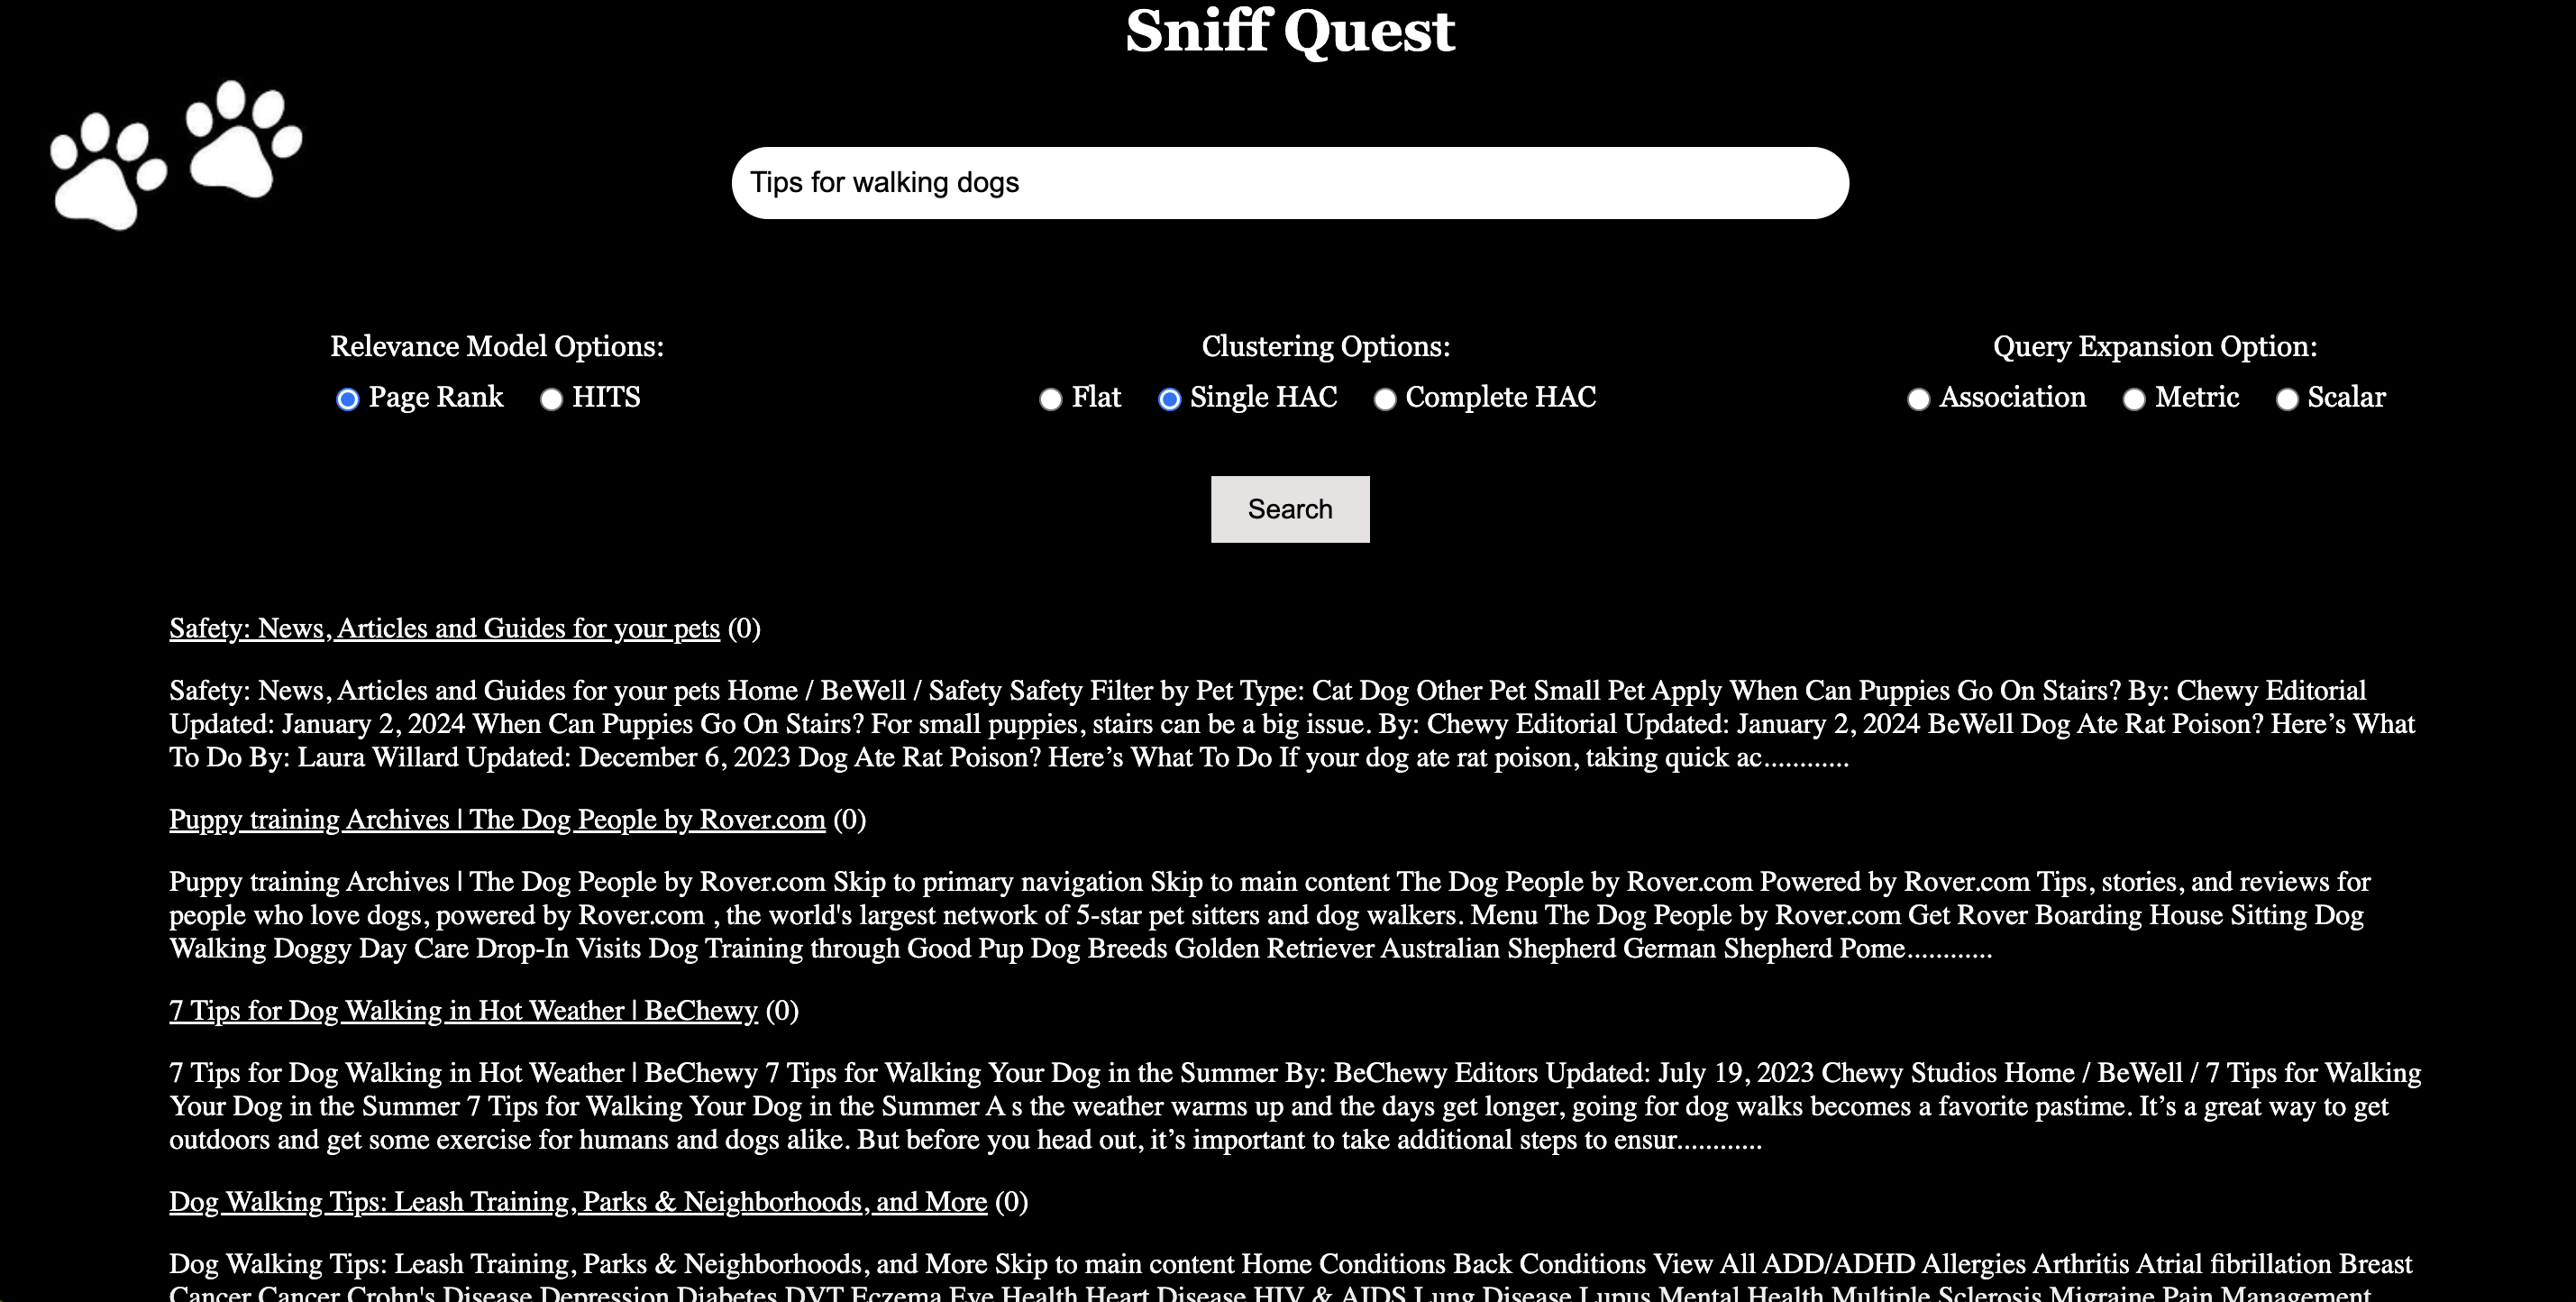 Sniff Quest
Tips for walking dogs
Relevance Model Options:
Page Rank HITS
Clustering Options:
Flat Single HAC Complete HAC
Query Expansion Option:
Association Metric Scalar
Search
Safety: News, Articles and Guides for your pets (0)
Safety: News, Articles and Guides for your pets Home / BeWell / Safety Safety Filter by Pet Type: Cat Dog Other Pet Small Pet Apply When Can Puppies Go On Stairs? By: Chewy Editorial
Updated: January 2, 2024 When Can Puppies Go On Stairs? For small puppies, stairs can be a big issue. By: Chewy Editorial Updated: January 2, 2024 BeWell Dog Ate Rat Poison? Here’s What
To Do By: Laura Willard Updated: December 6, 2023 Dog Ate Rat Poison? Here’s What To Do If your dog ate rat poison, taking quick ac............
Puppy training Archives | The Dog People by Rover.com (0)
Puppy training Archives | The Dog People by Rover.com Skip to primary navigation Skip to main content The Dog People by Rover.com Powered by Rover.com Tips, stories, and reviews for
people who love dogs, powered by Rover.com , the world's largest network of 5-star pet sitters and dog walkers. Menu The Dog People by Rover.com Get Rover Boarding House Sitting Dog
Walking Doggy Day Care Drop-In Visits Dog Training through Good Pup Dog Breeds Golden Retriever Australian Shepherd German Shepherd Pome............
7 Tips for Dog Walking in Hot Weather | BeChewy (0)
7 Tips for Dog Walking in Hot Weather | BeChewy 7 Tips for Walking Your Dog in the Summer By: BeChewy Editors Updated: July 19, 2023 Chewy Studios Home / BeWell / 7 Tips for Walking
Your Dog in the Summer 7 Tips for Walking Your Dog in the Summer A s the weather warms up and the days get longer, going for dog walks becomes a favorite pastime. It’s a great way to get
outdoors and get some exercise for humans and dogs alike. But before you head out, it’s important to take additional steps to ensur............
Dog Walking Tips: Leash Training, Parks & Neighborhoods, and More (0)
Dog Walking Tips: Leash Training, Parks & Neighborhoods, and More Skip to main content Home Conditions Back Conditions View All ADD/ADHD Allergies Arthritis Atrial fibrillation Breast
Cancer Cancer Crohn's Disease Depression Diabetes DVT Eczema Eye Health Heart Disease HIV & AIDS Lung Disease Lupus Mental Health Multiple Sclerosis Migraine Pain Management